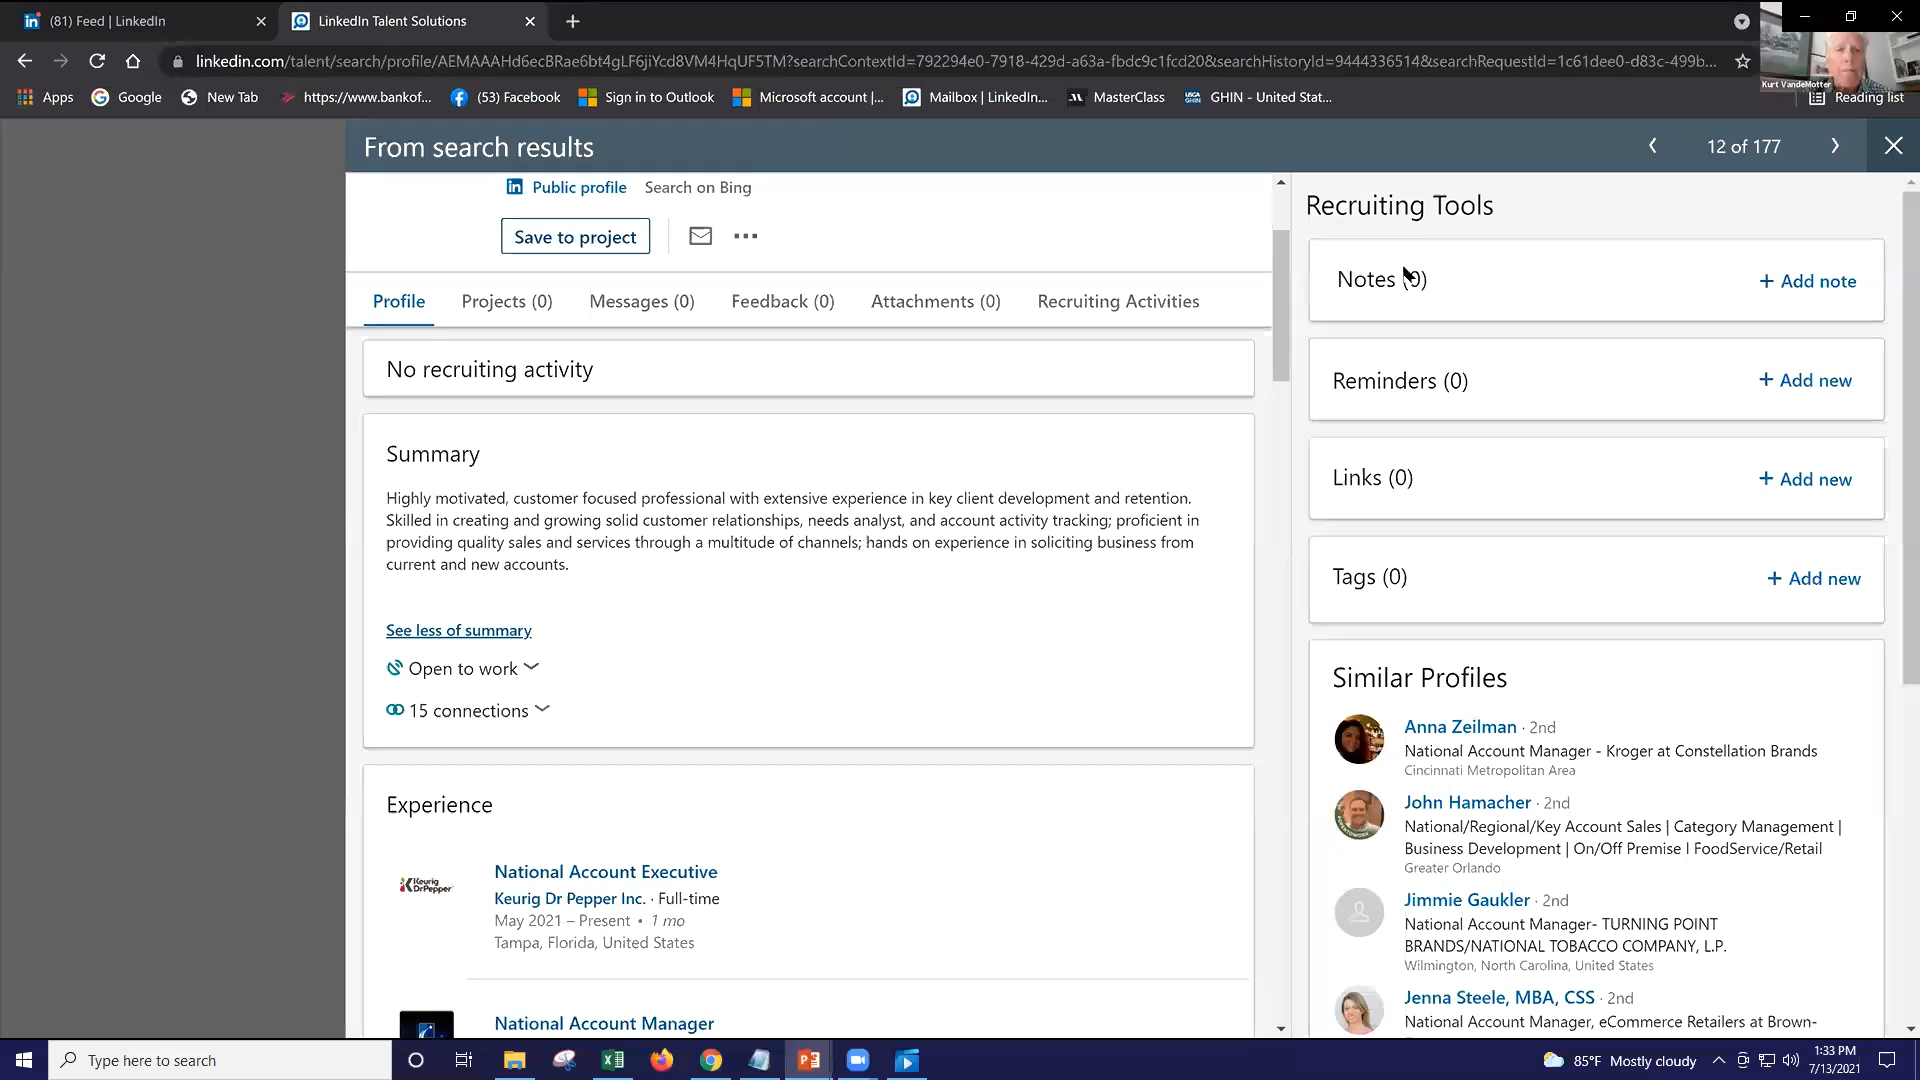 (81) Feed | LinkedIn
LinkedIn Talent Solutions
linkedin.com/talent/search/profile/AEMAAAHd6ecBRae6bt4gLF6jiYcd8VM4HqUF5TM?searchContextId=792294e0-7918-429d-a63a-fbdc9c1fcd20&searchHistoryId=9444336514&searchRequestId=1c61dee0-d83c-499b...
Kurt VandeMotter
Apps
Google
New Tab
https://www.bankof...
(53) Facebook
Sign in to Outlook
Microsoft account |...
Mailbox | LinkedIn...
MasterClass
GHIN - United Stat...
Reading list
From search results
12 of 177
Public profile
Search on Bing
Save to project
Profile
Projects (0)
Messages (0)
Feedback (0)
Attachments (0)
Recruiting Activities
No recruiting activity
Summary
Highly motivated, customer focused professional with extensive experience in key client development and retention.
Skilled in creating and growing solid customer relationships, needs analyst, and account activity tracking; proficient in
providing quality sales and services through a multitude of channels; hands on experience in soliciting business from
current and new accounts.
See less of summary
Open to work
15 connections
Experience
Keurig
DrPepper
National Account Executive
Keurig Dr Pepper Inc. · Full-time
May 2021 – Present • 1 mo
Tampa, Florida, United States
National Account Manager
Recruiting Tools
Notes (0)
+ Add note
Reminders (0)
+ Add new
Links (0)
+ Add new
Tags (0)
+ Add new
Similar Profiles
Anna Zeilman · 2nd
National Account Manager - Kroger at Constellation Brands
Cincinnati Metropolitan Area
John Hamacher · 2nd
National/Regional/Key Account Sales | Category Management |
Business Development | On/Off Premise l FoodService/Retail
Greater Orlando
Jimmie Gaukler · 2nd
National Account Manager- TURNING POINT
BRANDS/NATIONAL TOBACCO COMPANY, L.P.
Wilmington, North Carolina, United States
Jenna Steele, MBA, CSS · 2nd
National Account Manager, eCommerce Retailers at Brown-
Type here to search
85°F Mostly cloudy
1:33 PM
7/13/2021